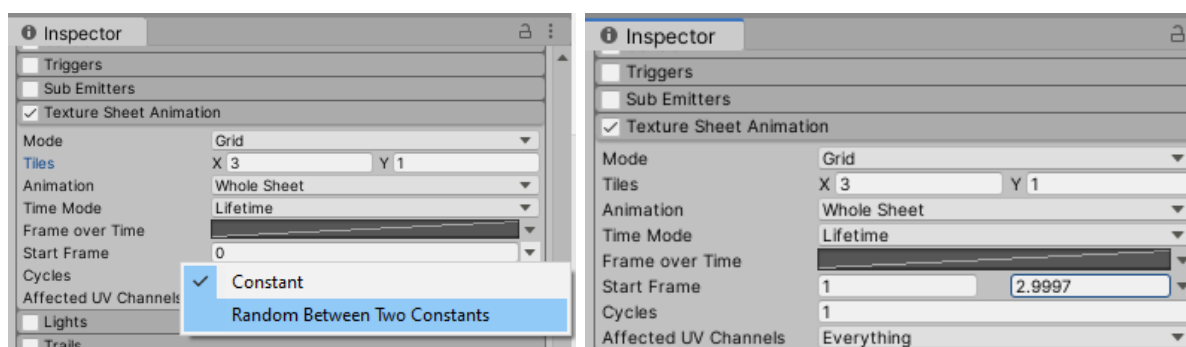 Inspector
Triggers
Sub Emitters
Texture Sheet Animation
Mode Grid
Tiles X 3 Y 1
Animation Whole Sheet
Time Mode Lifetime
Frame over Time
Start Frame 0
Cycles
Constant
Affected UV Channels
Random Between Two Constants
Lights
Trails
Inspector
Triggers
Sub Emitters
Texture Sheet Animation
Mode Grid
Tiles X 3 Y 1
Animation Whole Sheet
Time Mode Lifetime
Frame over Time
Start Frame 1 2.9997
Cycles 1
Affected UV Channels Everything